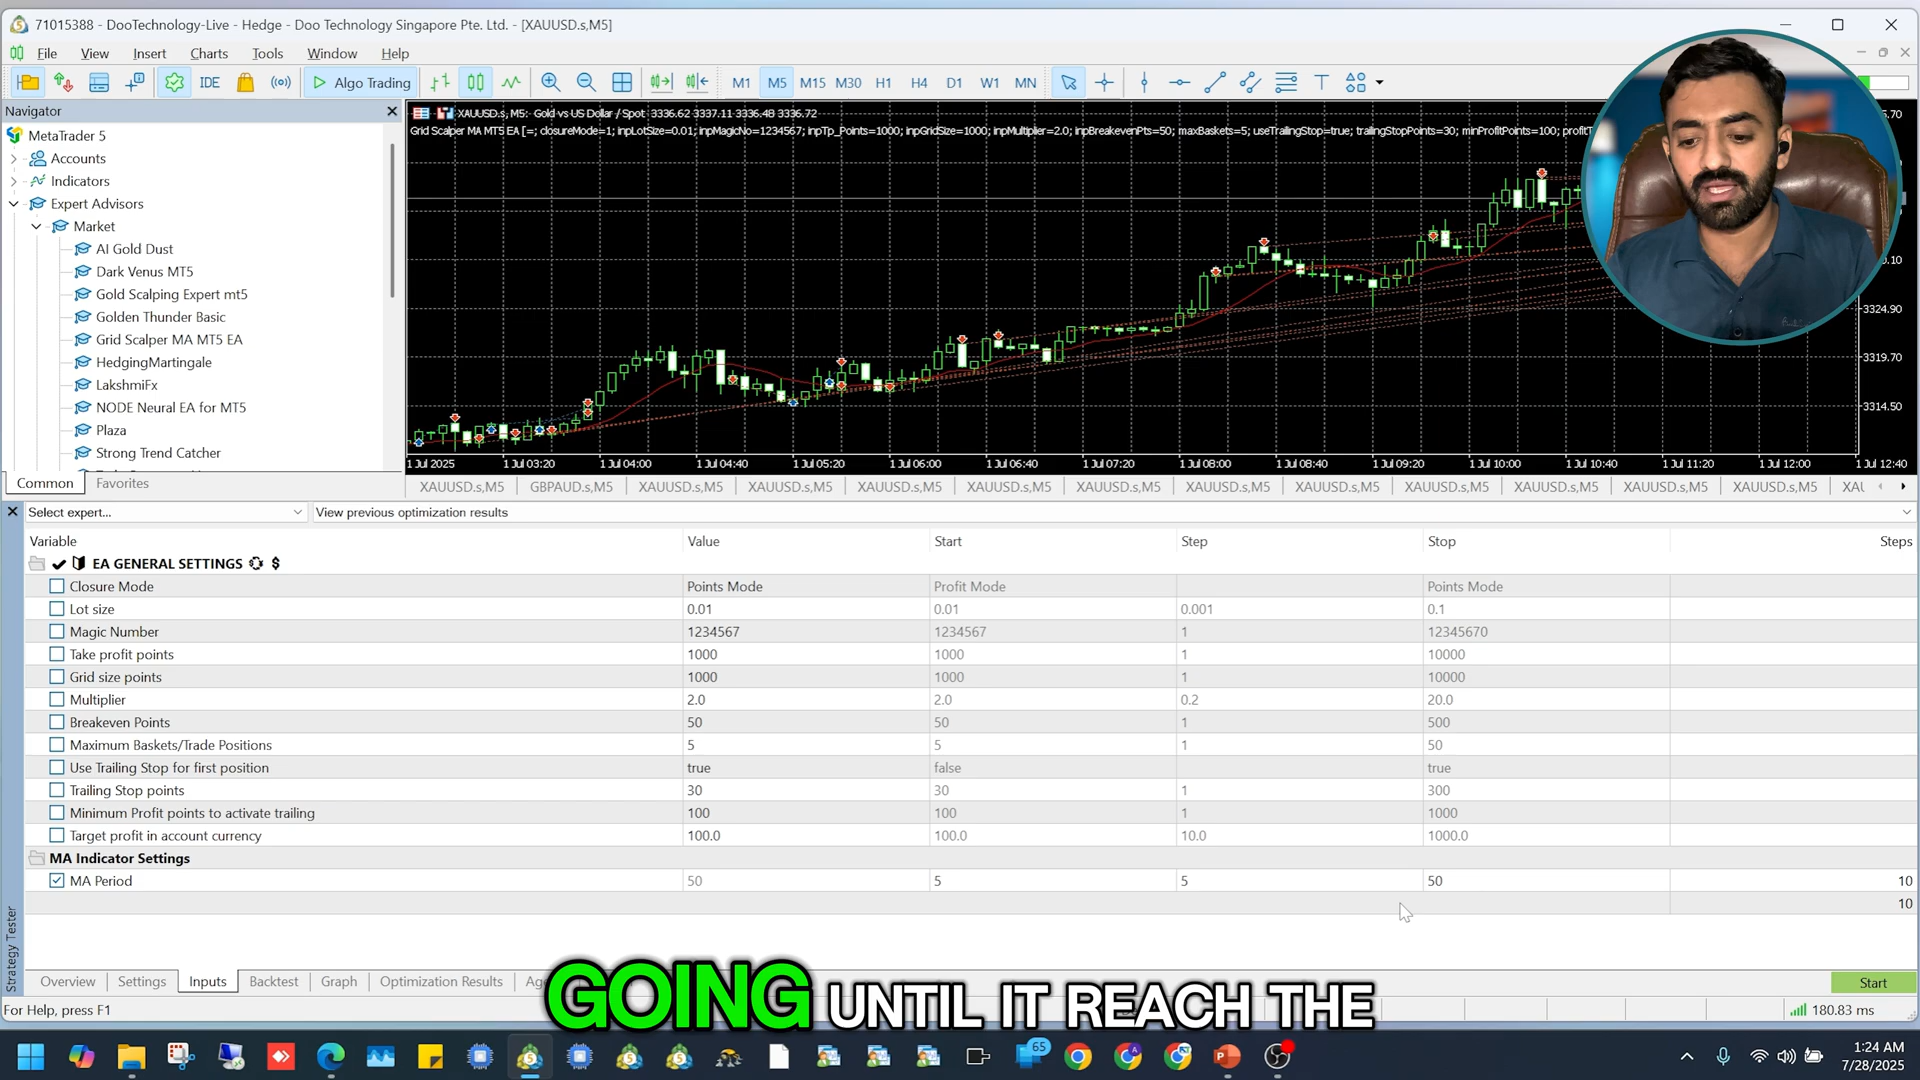 71015388 - DooTechnology-Live - Hedge - Doo Technology Singapore Pte. Ltd. - [XAUUSD.s,M5]
File View Insert Charts Tools Window Help
IDE Algo Trading M1 M5 M15 M30 H1 H4 D1 W1 MN
Navigator
MetaTrader 5
Accounts
Indicators
Expert Advisors
Market
AI Gold Dust
Dark Venus MT5
Gold Scalping Expert mt5
Golden Thunder Basic
Grid Scalper MA MT5 EA
HedgingMartingale
LakshmiFx
NODE Neural EA for MT5
Plaza
Strong Trend Catcher
Common Favorites
XAUUSD.s, M5: Gold vs US Dollar / Spot 3336.62 3337.11 3336.48 3336.72
Grid Scalper MA MT5 EA [=; closureMode=1; inpLotSize=0.01; inpMagicNo=1234567; inpTp_Points=1000; inpGridSize=1000; inpMultiplier=2.0; inpBreakevenPts=50; maxBaskets=5; useTrailingStop=true; trailingStopPoints=30; minProfitPoints=100; profitT
5.70
.10
3324.90
3319.70
3314.50
1 Jul 2025 1 Jul 03:20 1 Jul 04:00 1 Jul 04:40 1 Jul 05:20 1 Jul 06:00 1 Jul 06:40 1 Jul 07:20 1 Jul 08:00 1 Jul 08:40 1 Jul 09:20 1 Jul 10:00 1 Jul 10:40 1 Jul 11:20 1 Jul 12:00 1 Jul 12:40
XAUUSD.s,M5 GBPAUD.s,M5 XAUUSD.s,M5 XAUUSD.s,M5 XAUUSD.s,M5 XAUUSD.s,M5 XAUUSD.s,M5 XAUUSD.s,M5 XAUUSD.s,M5 XAUUSD.s,M5 XAUUSD.s,M5 XAUUSD.s,M5 XAUUSD.s,M5 XAU
Select expert... View previous optimization results
Variable Value Start Step Stop Steps
EA GENERAL SETTINGS $
Closure Mode Points Mode Profit Mode Points Mode
Lot size 0.01 0.01 0.001 0.1
Magic Number 1234567 1234567 1 12345670
Take profit points 1000 1000 1 10000
Grid size points 1000 1000 1 10000
Multiplier 2.0 2.0 0.2 20.0
Breakeven Points 50 50 1 500
Maximum Baskets/Trade Positions 5 5 1 50
Use Trailing Stop for first position true false true
Trailing Stop points 30 30 1 300
Minimum Profit points to activate trailing 100 100 1 1000
Target profit in account currency 100.0 100.0 10.0 1000.0
MA Indicator Settings
MA Period 50 5 5 50 10
10
Strategy Tester
Overview Settings Inputs Backtest Graph Optimization Results Ag Start
GOING UNTIL IT REACH THE
For Help, press F1 180.83 ms
65
1:24 AM
7/28/2025